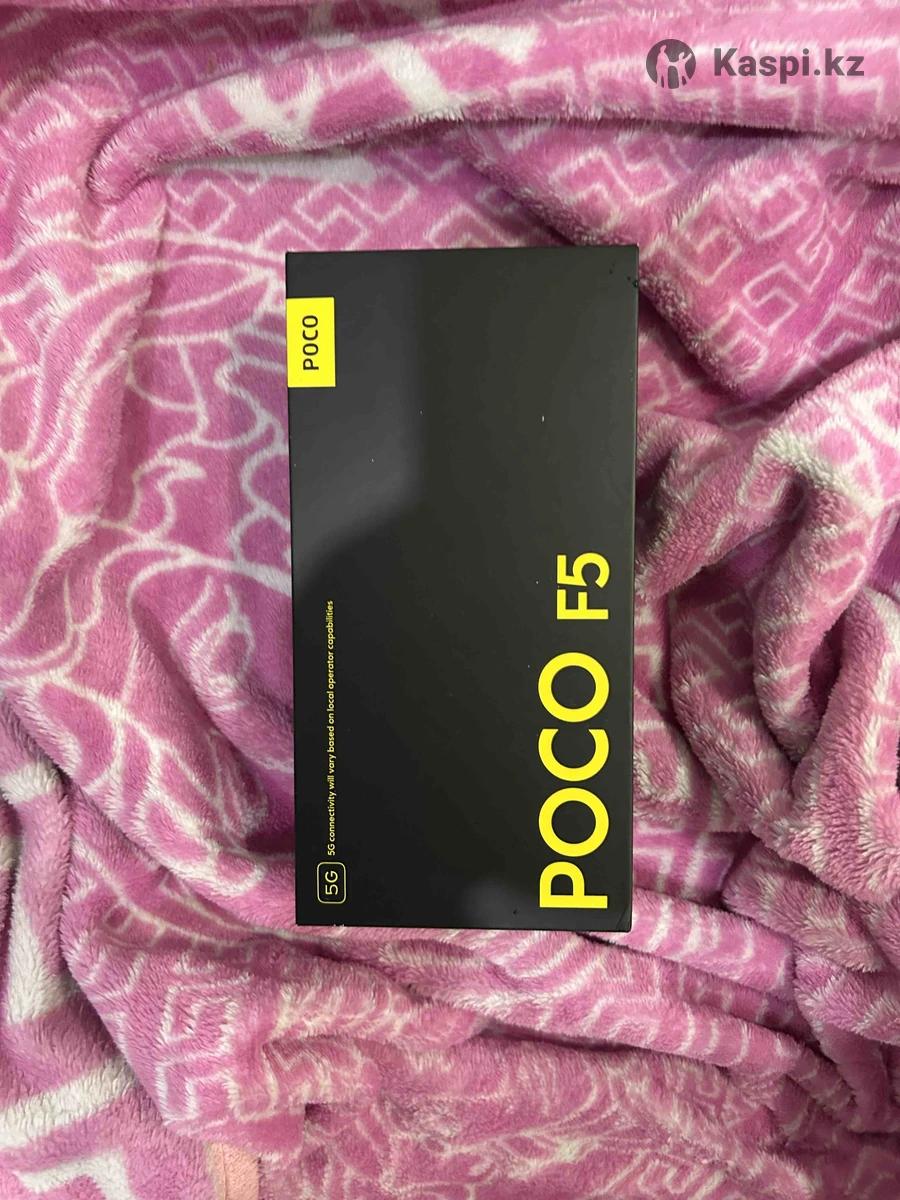 Kaspi.kz
POCO
5G
5G connectivity will vary based on local operator capabilities
POCO F5